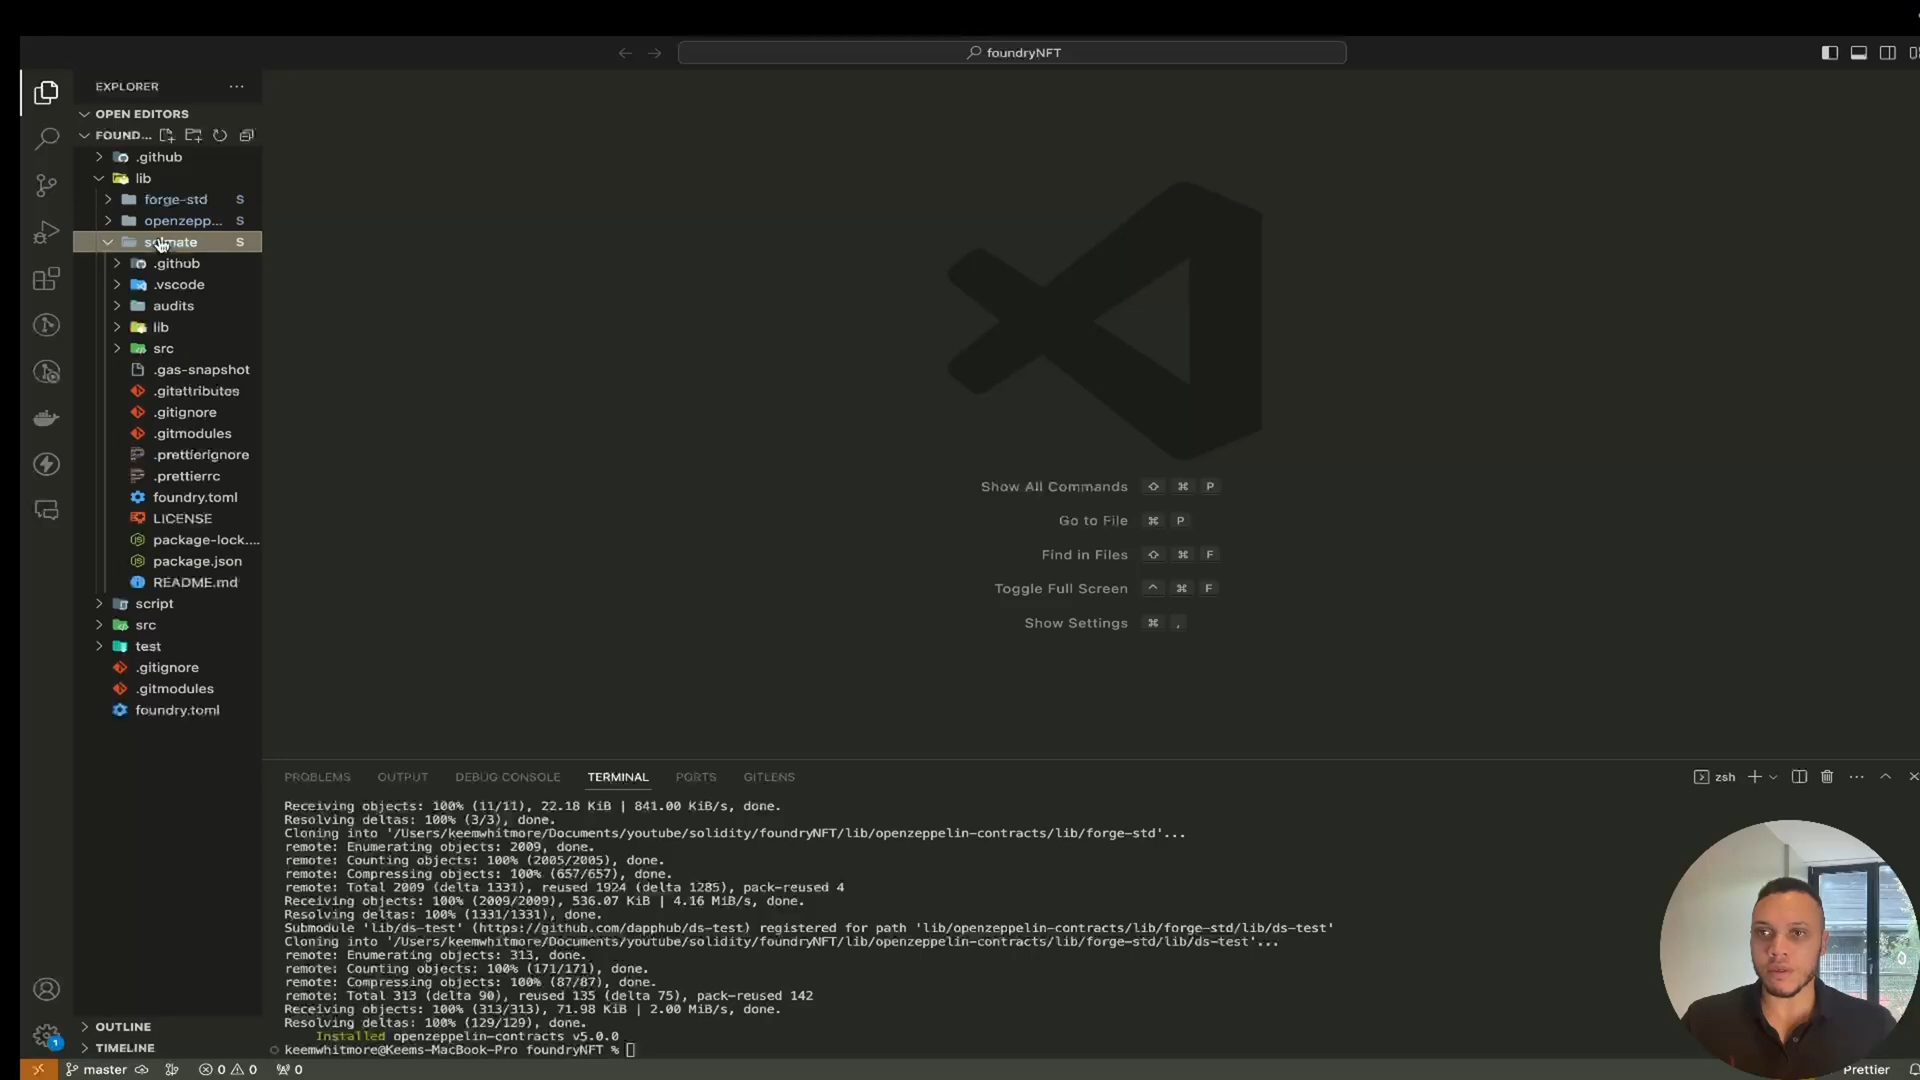 foundryNFT
EXPLORER
OPEN EDITORS
FOUND...
.github
lib
forge-std S
openzepp... S
solmate S
.github
.vscode
audits
lib
src
.gas-snapshot
.gitattributes
.gitignore
.gitmodules
.prettierignore
.prettierrc
foundry.toml
LICENSE
package-lock....
package.json
README.md
script
src
test
.gitignore
.gitmodules
foundry.toml
OUTLINE
TIMELINE
Show All Commands ⇧ ⌘ P
Go to File ⌘ P
Find in Files ⇧ ⌘ F
Toggle Full Screen ^ ⌘ F
Show Settings ⌘ ,
PROBLEMS OUTPUT DEBUG CONSOLE TERMINAL PORTS GITLENS
zsh
Receiving objects: 100% (11/11), 22.18 KiB | 841.00 KiB/s, done.
Resolving deltas: 100% (3/3), done.
Cloning into '/Users/keemwhitmore/Documents/youtube/solidity/foundryNFT/lib/openzeppelin-contracts/lib/forge-std'...
remote: Enumerating objects: 2009, done.
remote: Counting objects: 100% (2005/2005), done.
remote: Compressing objects: 100% (657/657), done.
remote: Total 2009 (delta 1331), reused 1924 (delta 1285), pack-reused 4
Receiving objects: 100% (2009/2009), 536.07 KiB | 4.16 MiB/s, done.
Resolving deltas: 100% (1331/1331), done.
Submodule 'lib/ds-test' (https://github.com/dapphub/ds-test) registered for path 'lib/openzeppelin-contracts/lib/forge-std/lib/ds-test'
Cloning into '/Users/keemwhitmore/Documents/youtube/solidity/foundryNFT/lib/openzeppelin-contracts/lib/forge-std/lib/ds-test'...
remote: Enumerating objects: 313, done.
remote: Counting objects: 100% (171/171), done.
remote: Compressing objects: 100% (87/87), done.
remote: Total 313 (delta 90), reused 135 (delta 75), pack-reused 142
Receiving objects: 100% (313/313), 71.98 KiB | 2.00 MiB/s, done.
Resolving deltas: 100% (129/129), done.
Installed openzeppelin-contracts v5.0.0
keemwhitmore@Keems-MacBook-Pro foundryNFT %
1
master 0 0 0 Prettier